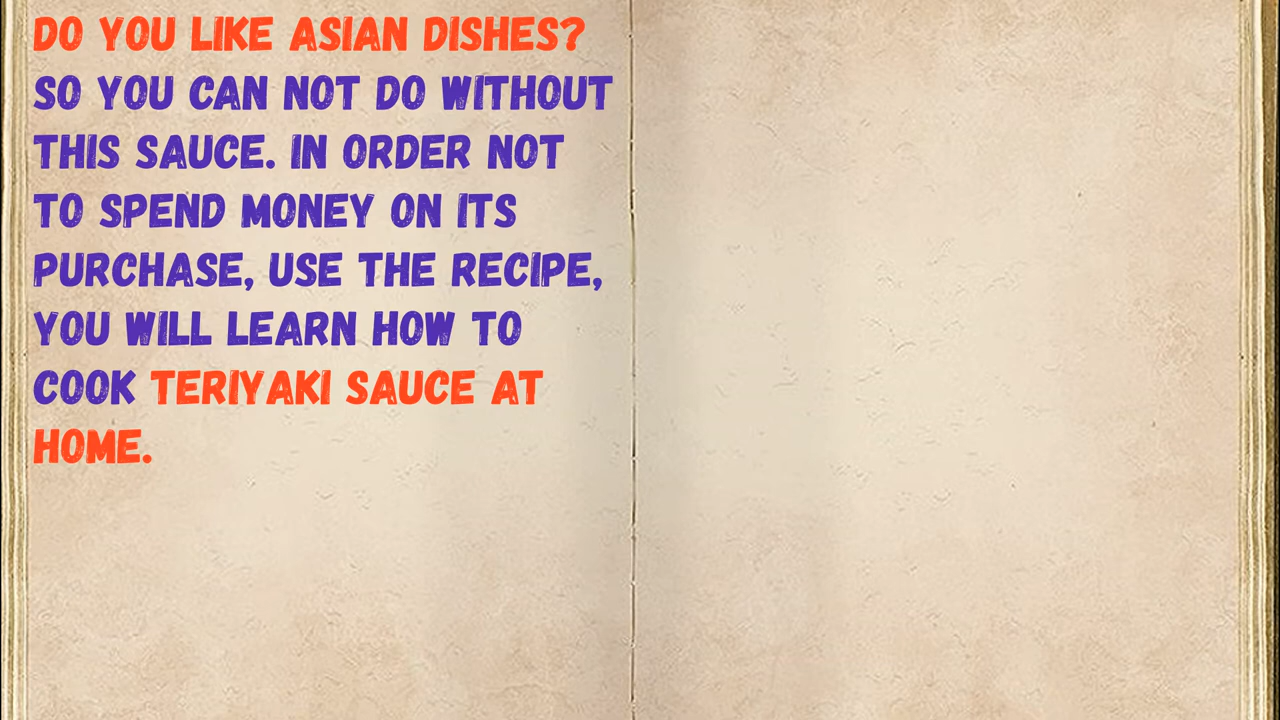 DO YOU LIKE ASIAN DISHES?
SO YOU CAN NOT DO WITHOUT
THIS SAUCE. IN ORDER NOT
TO SPEND MONEY ON ITS
PURCHASE, USE THE RECIPE,
YOU WILL LEARN HOW TO
COOK TERIYAKI SAUCE AT
HOME.